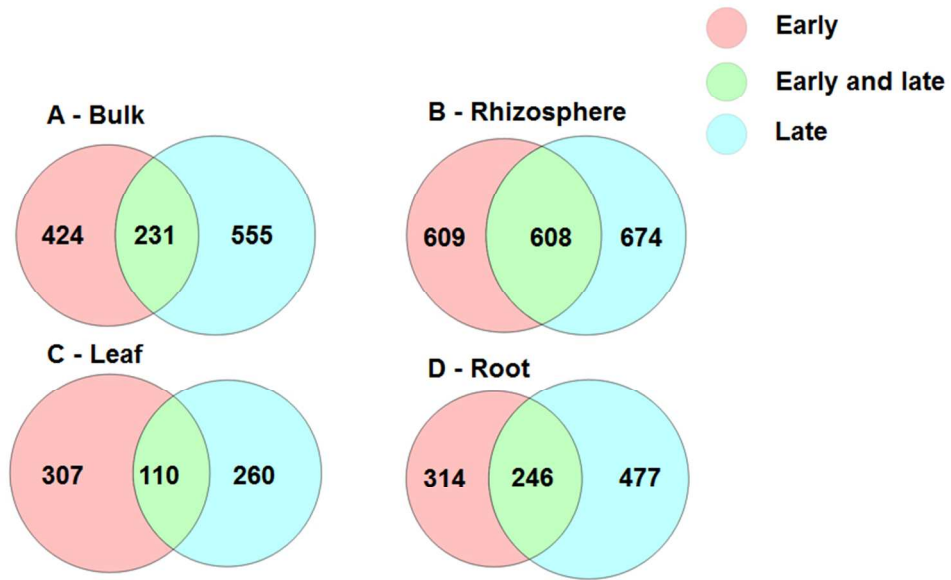 Early
Early and late
Late
A - Bulk
424 231 555
B - Rhizosphere
609 608 674
C - Leaf
307 110 260
D - Root
314 246 477